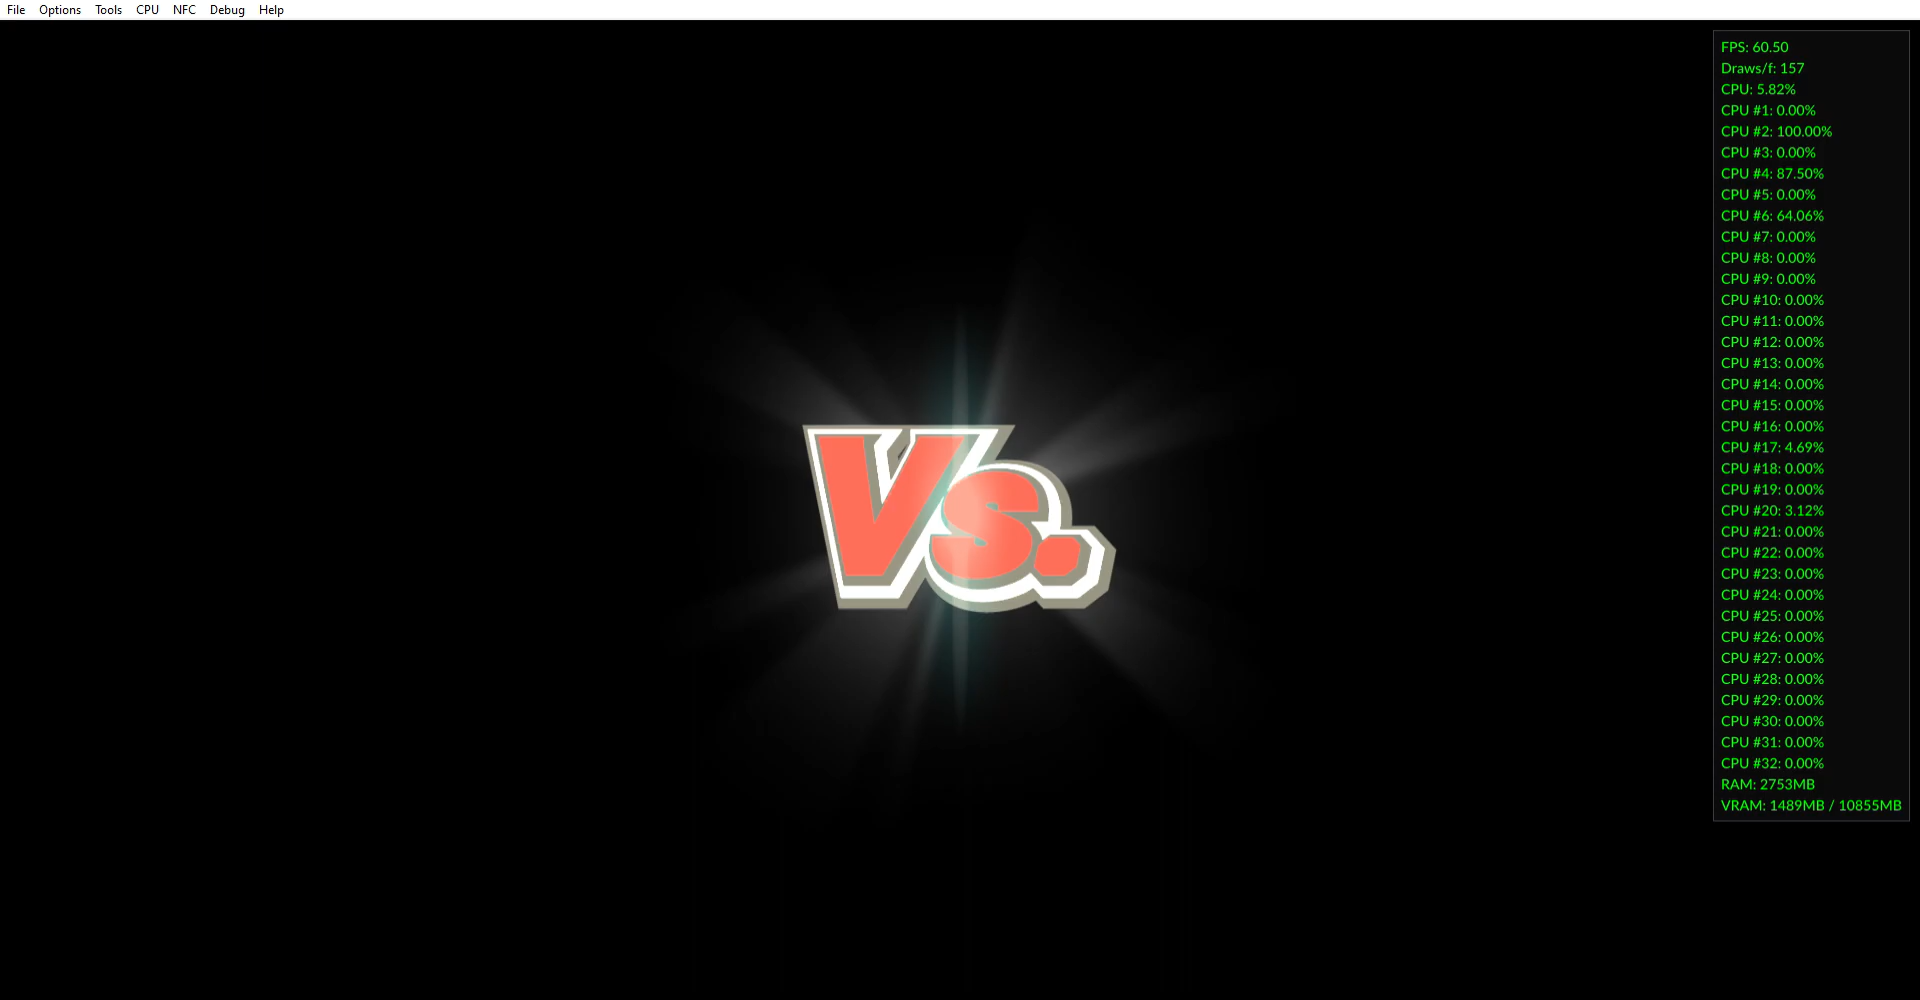 File Options Tools CPU NFC Debug Help
FPS: 60.50
Draws/f: 157
CPU: 5.82%
CPU #1: 0.00%
CPU #2: 100.00%
CPU #3: 0.00%
CPU #4: 87.50%
CPU #5: 0.00%
CPU #6: 64.06%
CPU #7: 0.00%
CPU #8: 0.00%
CPU #9: 0.00%
CPU #10: 0.00%
CPU #11: 0.00%
CPU #12: 0.00%
CPU #13: 0.00%
CPU #14: 0.00%
CPU #15: 0.00%
CPU #16: 0.00%
CPU #17: 4.69%
CPU #18: 0.00%
CPU #19: 0.00%
CPU #20: 3.12%
CPU #21: 0.00%
CPU #22: 0.00%
CPU #23: 0.00%
CPU #24: 0.00%
CPU #25: 0.00%
CPU #26: 0.00%
CPU #27: 0.00%
CPU #28: 0.00%
CPU #29: 0.00%
CPU #30: 0.00%
CPU #31: 0.00%
CPU #32: 0.00%
RAM: 2753MB
VRAM: 1489MB / 10855MB
Vs.